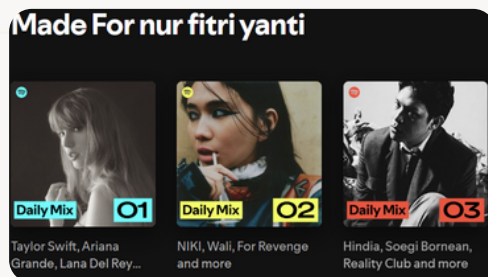 Made For nur fitri yanti
Daily Mix 01
Daily Mix 02
Daily Mix 03
Taylor Swift, Ariana
Grande, Lana Del Rey...
NIKI, Wali, For Revenge
and more
Hindia, Soegi Bornean,
Reality Club and more